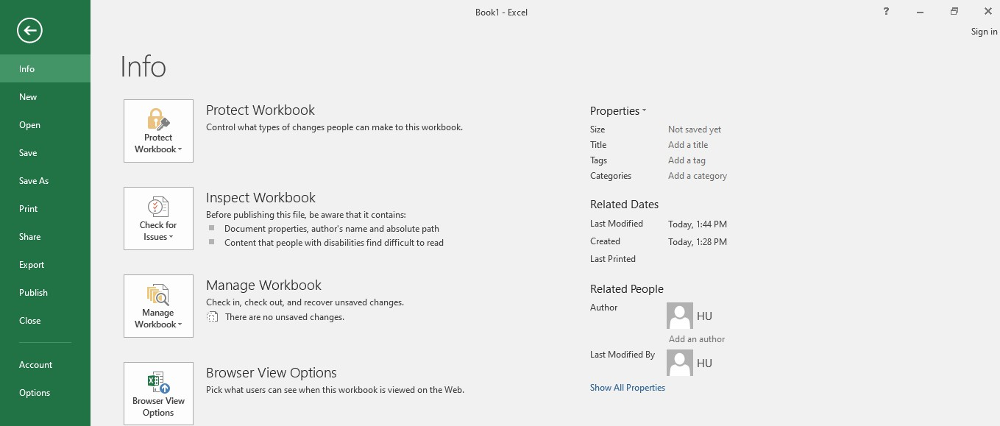 Book1 - Excel
?
Sign in
Info
New
Open
Save
Save As
Print
Share
Export
Publish
Close
Account
Options
Info
Protect Workbook
Protect Workbook
Control what types of changes people can make to this workbook.
Check for Issues
Inspect Workbook
Before publishing this file, be aware that it contains:
Document properties, author's name and absolute path
Content that people with disabilities find difficult to read
Manage Workbook
Manage Workbook
Check in, check out, and recover unsaved changes.
There are no unsaved changes.
Browser View Options
Browser View Options
Pick what users can see when this workbook is viewed on the Web.
Properties
Size Not saved yet
Title Add a title
Tags Add a tag
Categories Add a category
Related Dates
Last Modified Today, 1:44 PM
Created Today, 1:28 PM
Last Printed
Related People
Author HU
Add an author
Last Modified By HU
Show All Properties